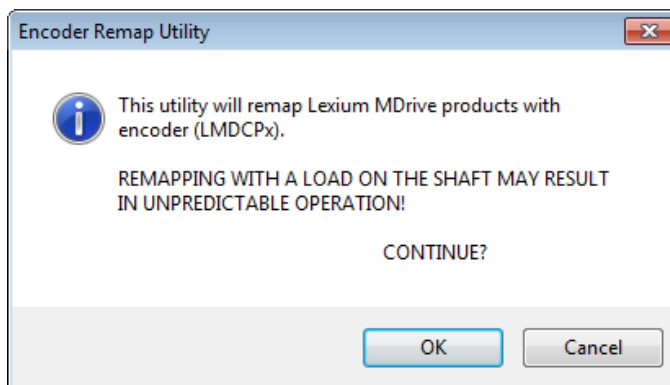 Encoder Remap Utility
This utility will remap Lexium MDrive products with
encoder (LMDCPx).
REMAPPING WITH A LOAD ON THE SHAFT MAY RESULT
IN UNPREDICTABLE OPERATION!
CONTINUE?
OK
Cancel